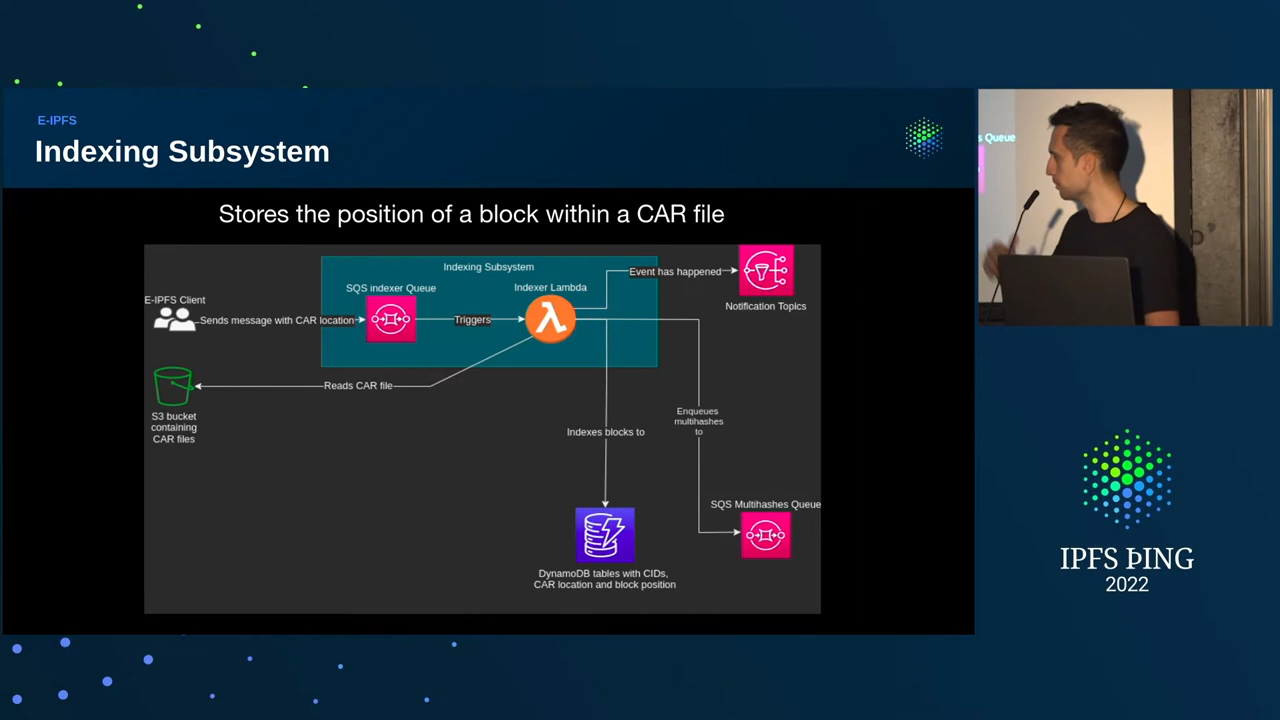 E-IPFS
Indexing Subsystem
Stores the position of a block within a CAR file
Indexing Subsystem
SQS indexer Queue
Indexer Lambda
Event has happened
Notification Topics
E-IPFS Client
Sends message with CAR location
Triggers
Reads CAR file
S3 bucket
containing
CAR files
Enqueues
multihashes
to
Indexes blocks to
SQS Multihashes Queue
DynamoDB tables with CIDs,
CAR location and block position
s Queue
IPFS ÞING
2022